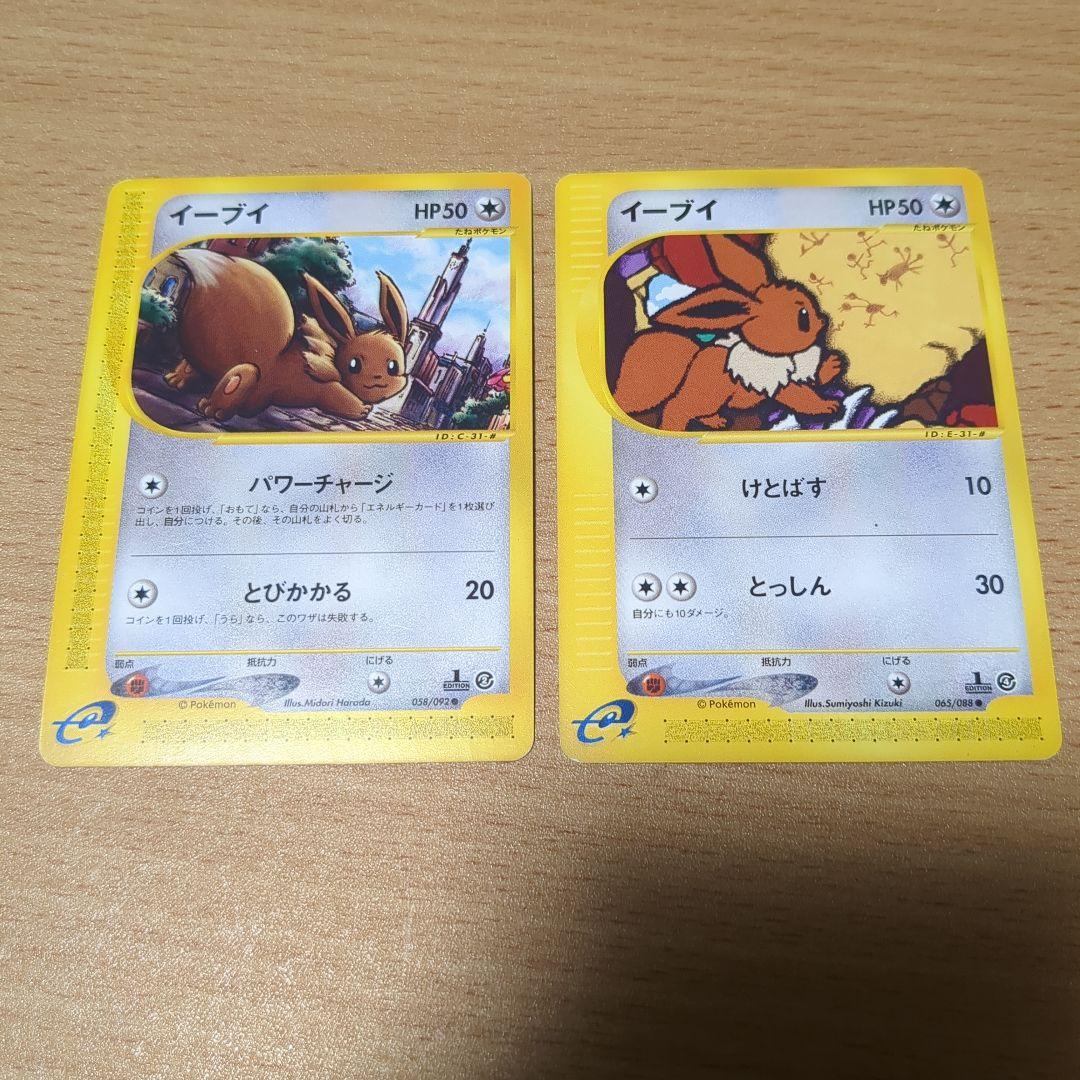 イーブイ HP50
たねポケモン
ID:C-31-#
パワーチャージ
コインを1回投げ、「おもて」なら、自分の山札から「エネルギーカード」を1枚選び
出し、自分につける。その後、その山札をよく切る。
とびかかる 20
コインを1回投げ、「うら」なら、このワザは失敗する。
弱点 抵抗力 にげる
1
EDITION
© Pokémon Illus.Midori Harada 058/092
e
イーブイ HP50
たねポケモン
ID:E-31-#
けとばす 10
とっしん 30
自分にも10ダメージ。
弱点 抵抗力 にげる
1
EDITION
© Pokémon Illus.Sumiyoshi Kizuki 065/088
e